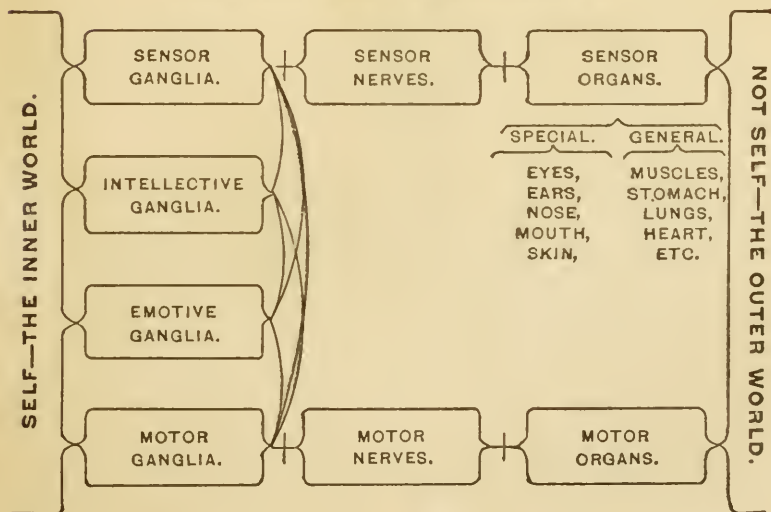 SELF—THE INNER WORLD.
SENSOR
GANGLIA.
SENSOR
NERVES.
SENSOR
ORGANS.
SPECIAL.
EYES,
EARS,
NOSE,
MOUTH,
SKIN,
GENERAL.
MUSCLES,
STOMACH,
LUNGS,
HEART,
ETC.
INTELLECTIVE
GANGLIA.
EMOTIVE
GANGLIA.
MOTOR
GANGLIA.
MOTOR
NERVES.
MOTOR
ORGANS.
NOT SELF—THE OUTER WORLD.